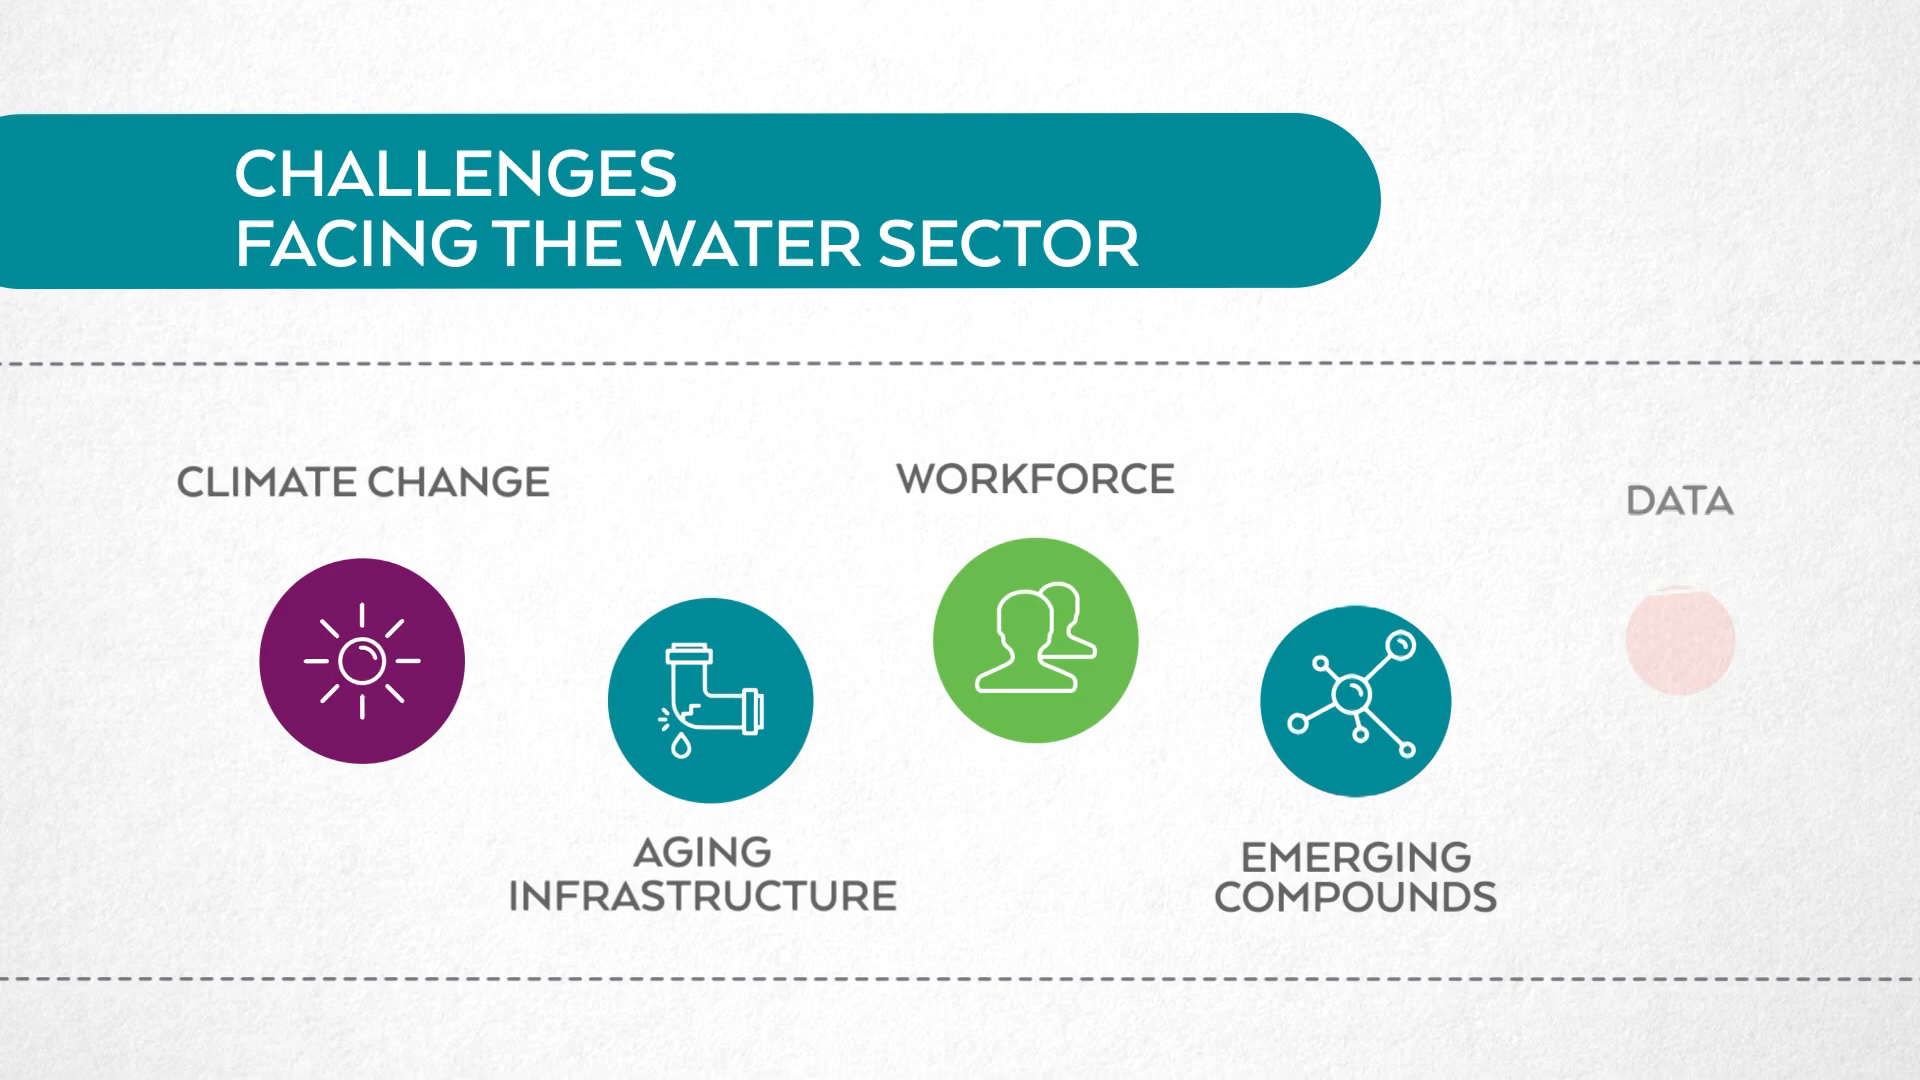 CHALLENGES
FACING THE WATER SECTOR
CLIMATE CHANGE
AGING
INFRASTRUCTURE
WORKFORCE
EMERGING
COMPOUNDS
DATA